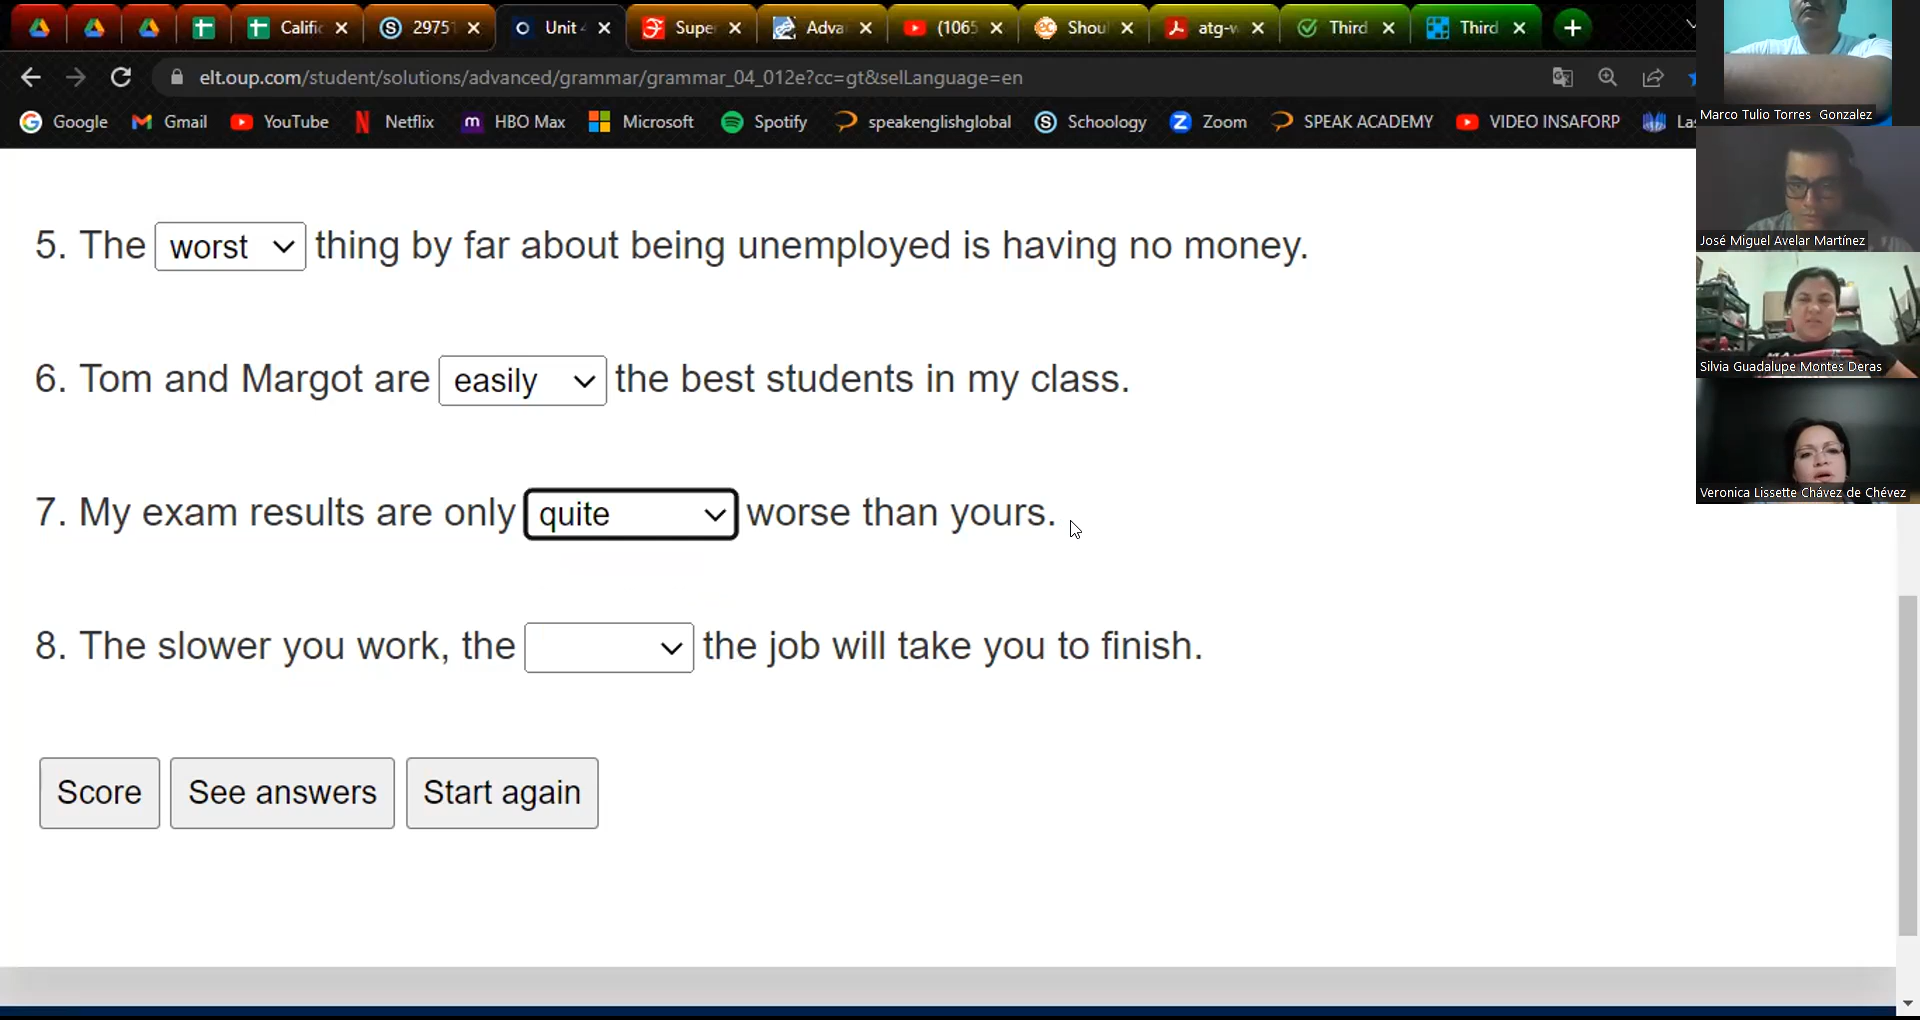 Calific
29751
Unit 4
Super
Adva
(1065
Shoul
atg-w
Third
Third
elt.oup.com/student/solutions/advanced/grammar/grammar_04_012e?cc=gt&selLanguage=en
Google Gmail YouTube Netflix HBO Max Microsoft Spotify speakenglishglobal Schoology Zoom SPEAK ACADEMY VIDEO INSAFORP La
Marco Tulio Torres Gonzalez
José Miguel Avelar Martínez
Silvia Guadalupe Montes Deras
Veronica Lissette Chávez de Chévez
5. The worst thing by far about being unemployed is having no money.
6. Tom and Margot are easily the best students in my class.
7. My exam results are only quite worse than yours.
8. The slower you work, the the job will take you to finish.
Score See answers Start again